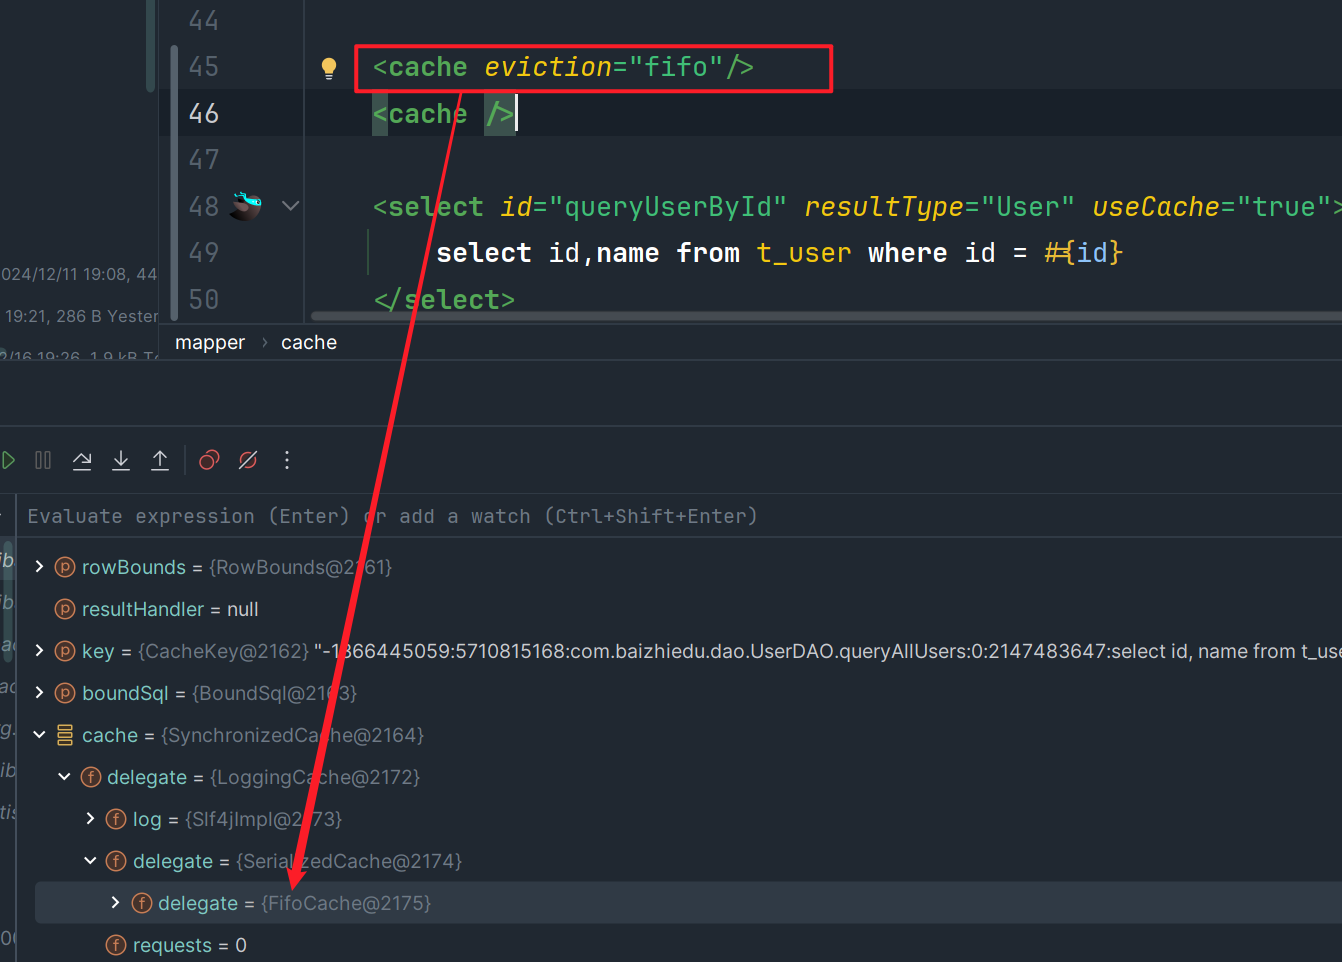 44
45 <cache eviction="fifo"/>
46 <cache />
47
48 <select id="queryUserById" resultType="User" useCache="true">
49 select id,name from t_user where id = #{id}
50 </select>
024/12/11 19:08, 44
19:21, 286 B Yester
2/16 19:26, 1.9 kB To
mapper › cache
Evaluate expression (Enter) or add a watch (Ctrl+Shift+Enter)
rowBounds = {RowBounds@2161}
resultHandler = null
key = {CacheKey@2162} "-1366445059:5710815168:com.baizhiedu.dao.UserDAO.queryAllUsers:0:2147483647:select id, name from t_use
boundSql = {BoundSql@2163}
cache = {SynchronizedCache@2164}
delegate = {LoggingCache@2172}
log = {Slf4jImpl@2173}
delegate = {SerializedCache@2174}
delegate = {FifoCache@2175}
requests = 0